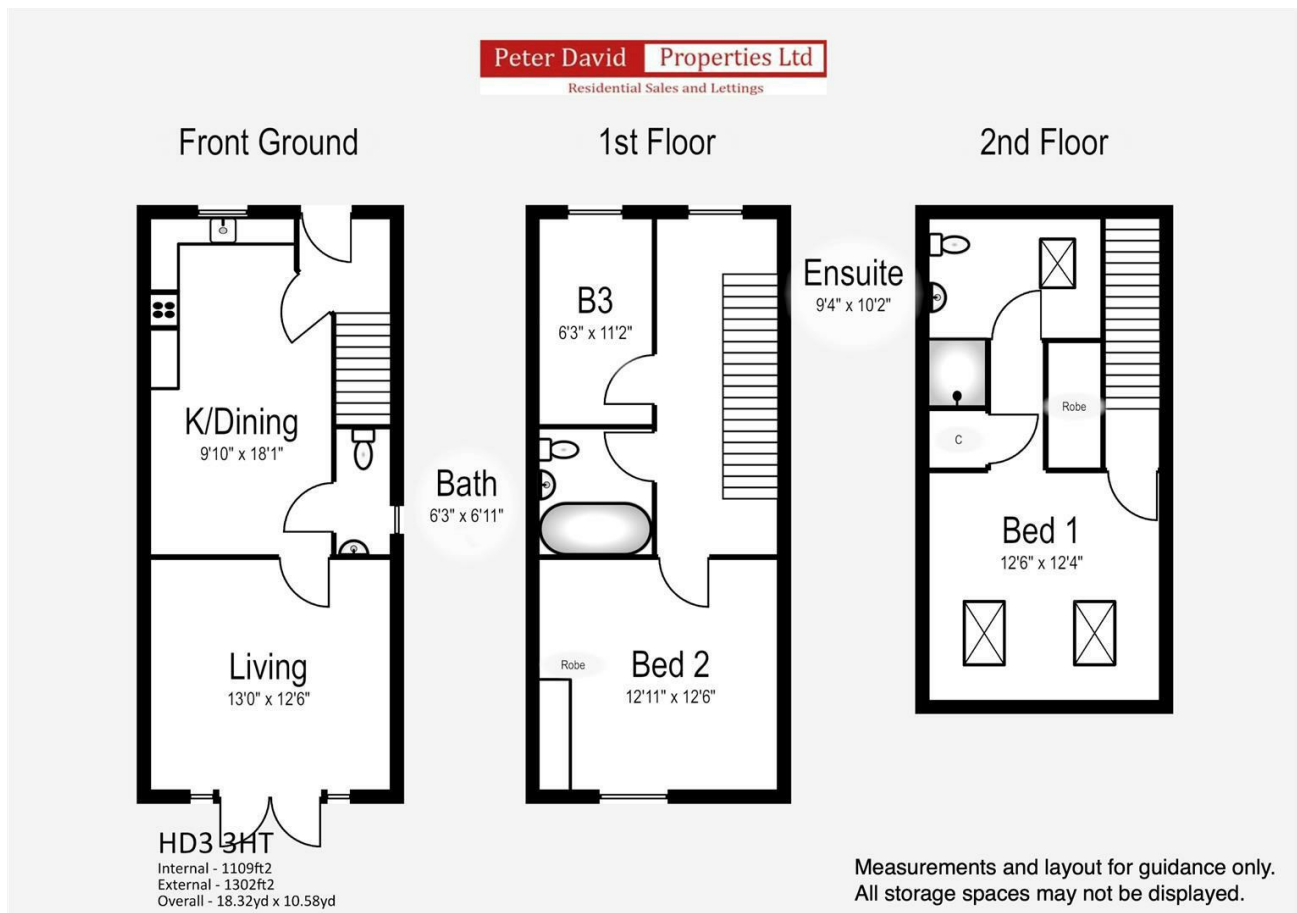 Peter David Properties Ltd
Residential Sales and Lettings
Front Ground
1st Floor
2nd Floor
K/Dining
9'10" x 18'1"
Living
13'0" x 12'6"
B3
6'3" x 11'2"
Bath
6'3" x 6'11"
Robe
Bed 2
12'11" x 12'6"
Ensuite
9'4" x 10'2"
Robe
C
Bed 1
12'6" x 12'4"
HD3 3HT
Internal - 1109ft2
External - 1302ft2
Overall - 18.32yd x 10.58yd
Measurements and layout for guidance only.
All storage spaces may not be displayed.